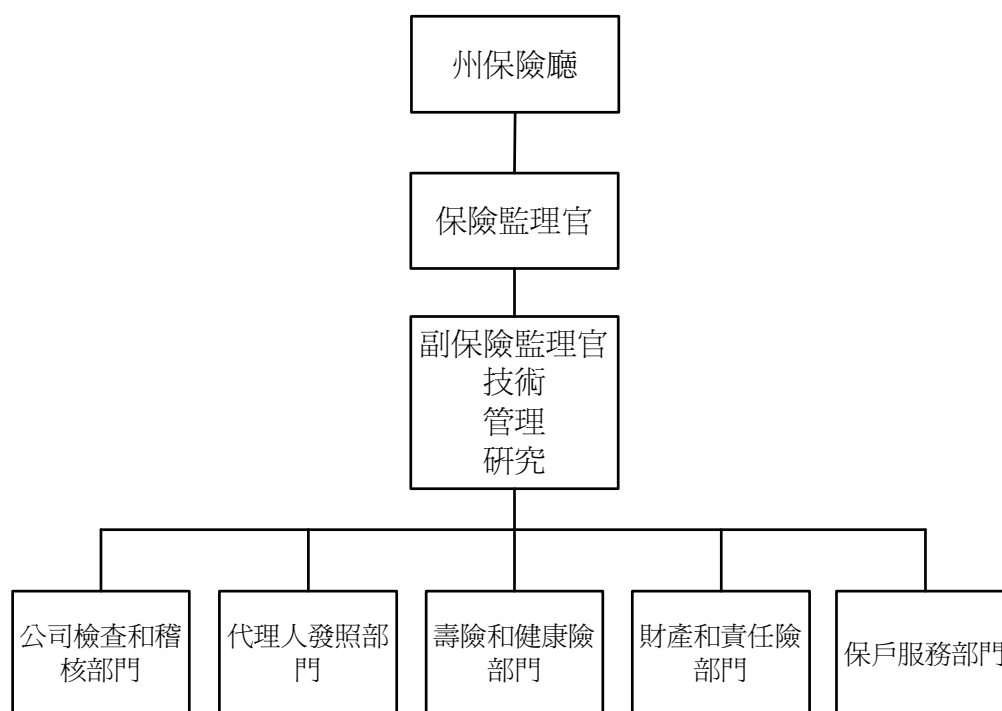 州保險廳
保險監理官
副保險監理官
技術
管理
研究
公司檢查和稽
核部門
代理人發照部
門
壽險和健康險
部門
財產和責任險
部門
保戶服務部門